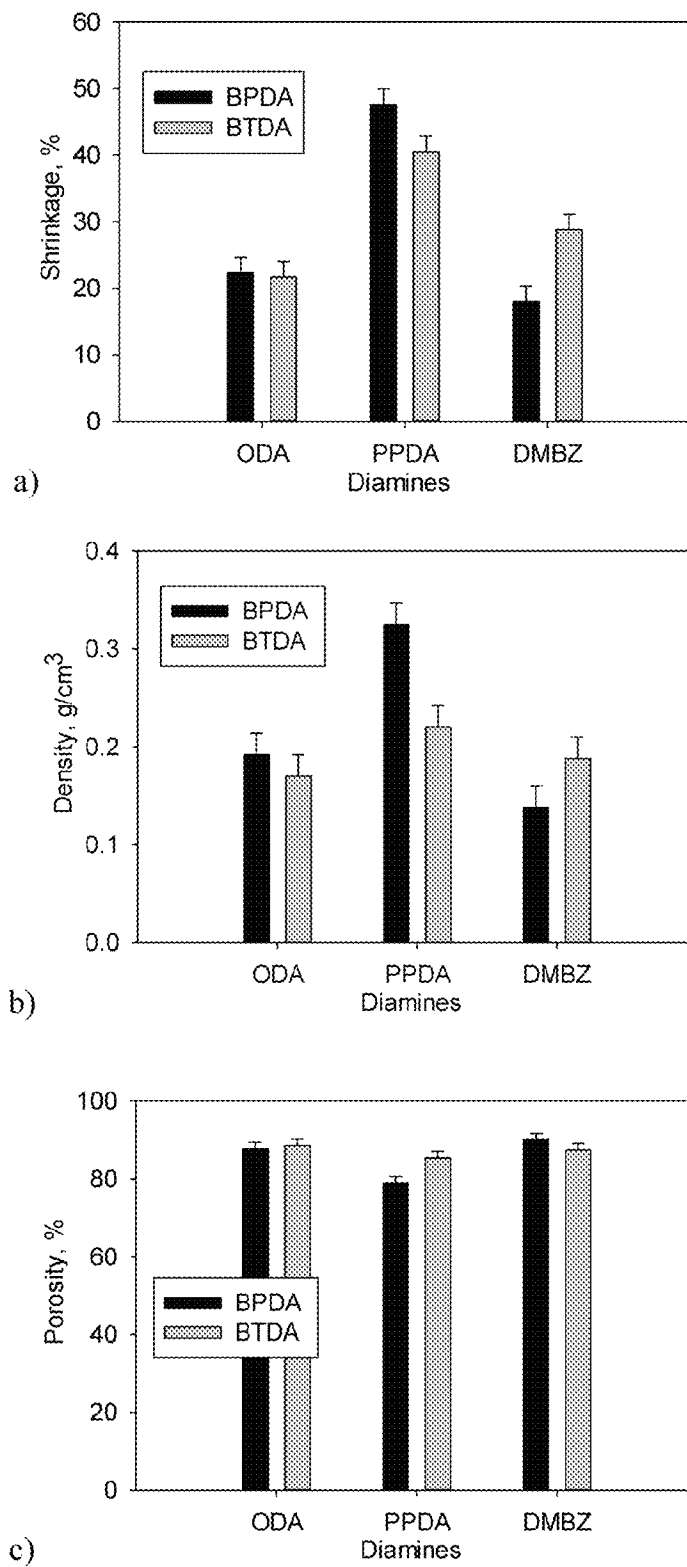 60
50
40
30
20
10
0
Shrinkage, %
BPDA
BTDA
ODA PPDA DMBZ
Diamines
a)
0.4
0.3
0.2
0.1
0.0
Density, g/cm³
BPDA
BTDA
ODA PPDA DMBZ
Diamines
b)
100
80
60
40
20
0
Porosity, %
BPDA
BTDA
ODA PPDA DMBZ
Diamines
c)